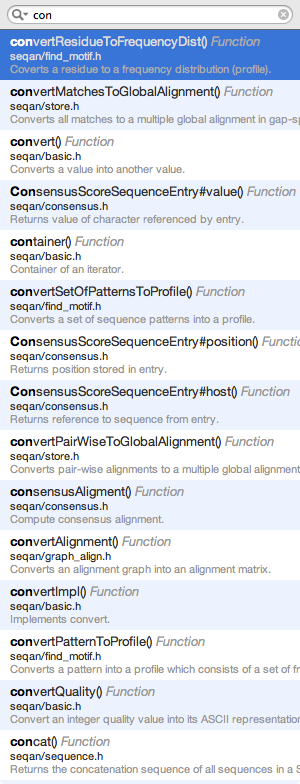 con
convertResidueToFrequencyDist() Function
seqan/find_motif.h
Coverts a residue to a frequency distribution (profile).
convertMatchesToGlobalAlignment() Function
seqan/store.h
Converts all matches to a multiple global alignment in gap-sp
convert() Function
seqan/basic.h
Converts a value into another value.
ConsensusScoreSequenceEntry#value() Function
seqan/consensus.h
Returns value of character referenced by entry.
container() Function
seqan/basic.h
Container of an iterator.
convertSetOfPatternsToProfile() Function
seqan/find_motif.h
Converts a set of sequence patterns into a profile.
ConsensusScoreSequenceEntry#position() Functio
seqan/consensus.h
Returns position stored in entry.
ConsensusScoreSequenceEntry#host() Function
seqan/consensus.h
Returns reference to sequence from entry.
convertPairWiseToGlobalAlignment() Function
seqan/store.h
Converts pair-wise alignments to a multiple global alignment
consensusAligment() Function
seqan/consensus.h
Compute consensus alignment.
convertAlignment() Function
seqan/graph_align.h
Converts an alignment graph into an alignment matrix.
convertImpl() Function
seqan/basic.h
Implements convert.
convertPatternToProfile() Function
seqan/find_motif.h
Converts a pattern into a profile which consists of a set of fr
convertQuality() Function
seqan/basic.h
Convert an integer quality value into its ASCII representation
concat() Function
seqan/sequence.h
Returns the concatenation sequence of all sequences in a S